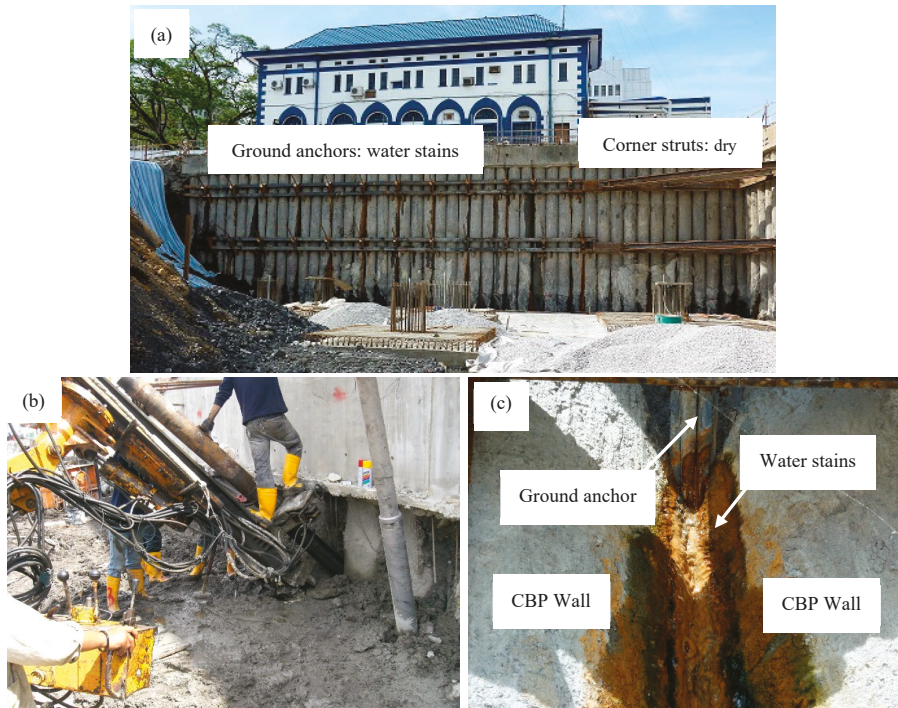 (a)
Ground anchors: water stains
Corner struts: dry
(b)
(c)
Water stains
Ground anchor
CBP Wall
CBP Wall